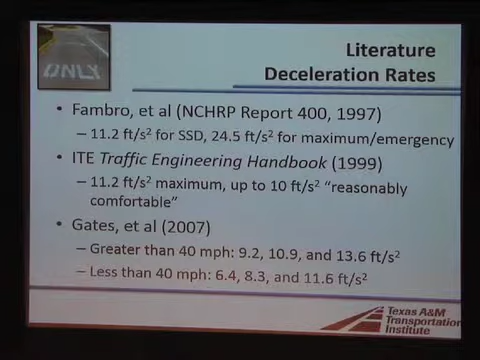 ONLY
Literature
Deceleration Rates
• Fambro, et al (NCHRP Report 400, 1997)
– 11.2 ft/s² for SSD, 24.5 ft/s² for maximum/emergency
• ITE Traffic Engineering Handbook (1999)
– 11.2 ft/s² maximum, up to 10 ft/s² “reasonably
comfortable”
• Gates, et al (2007)
– Greater than 40 mph: 9.2, 10.9, and 13.6 ft/s²
– Less than 40 mph: 6.4, 8.3, and 11.6 ft/s²
Texas A&M
Transportation
Institute